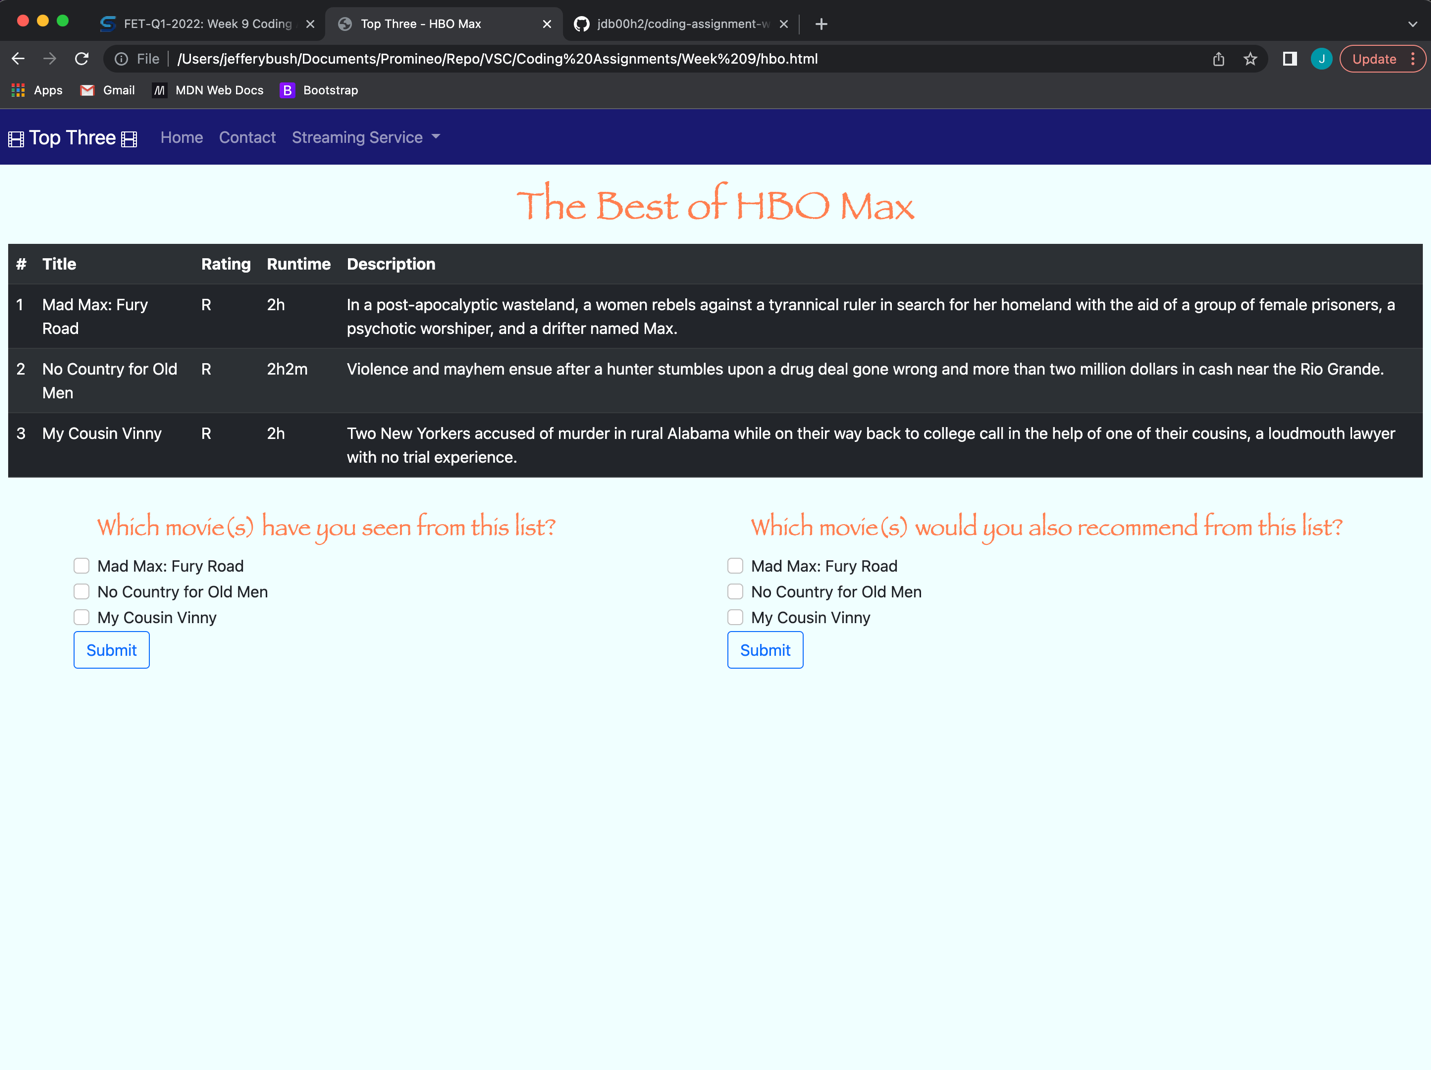 FET-Q1-2022: Week 9 Coding
Top Three - HBO Max
jdb00h2/coding-assignment-w
File /Users/jefferybush/Documents/Promineo/Repo/VSC/Coding%20Assignments/Week%209/hbo.html
J
Update
Apps Gmail MDN Web Docs B Bootstrap
Top Three Home Contact Streaming Service
The Best of HBO Max
# Title Rating Runtime Description
1 Mad Max: Fury Road R 2h In a post-apocalyptic wasteland, a women rebels against a tyrannical ruler in search for her homeland with the aid of a group of female prisoners, a
psychotic worshiper, and a drifter named Max.
2 No Country for Old Men R 2h2m Violence and mayhem ensue after a hunter stumbles upon a drug deal gone wrong and more than two million dollars in cash near the Rio Grande.
3 My Cousin Vinny R 2h Two New Yorkers accused of murder in rural Alabama while on their way back to college call in the help of one of their cousins, a loudmouth lawyer
with no trial experience.
Which movie(s) have you seen from this list?
Mad Max: Fury Road
No Country for Old Men
My Cousin Vinny
Submit
Which movie(s) would you also recommend from this list?
Mad Max: Fury Road
No Country for Old Men
My Cousin Vinny
Submit